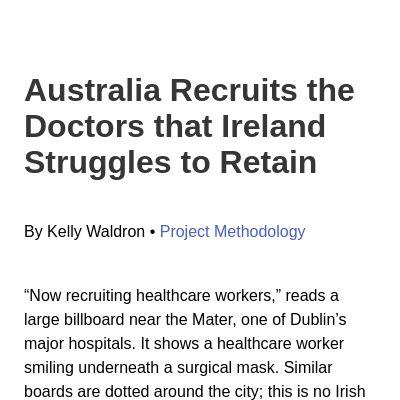 Australia Recruits the
Doctors that Ireland
Struggles to Retain
By Kelly Waldron • Project Methodology
“Now recruiting healthcare workers,” reads a
large billboard near the Mater, one of Dublin’s
major hospitals. It shows a healthcare worker
smiling underneath a surgical mask. Similar
boards are dotted around the city; this is no Irish